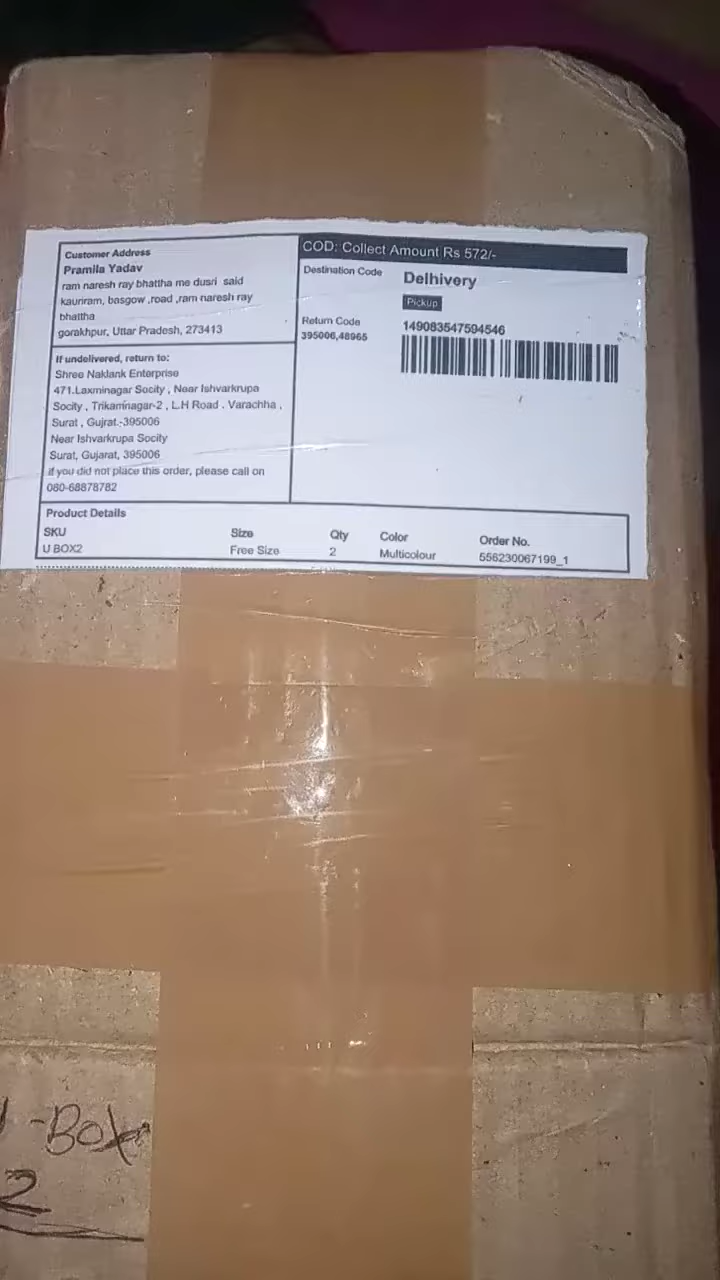 Customer Address
Pramila Yadav
ram naresh ray bhattha me dusri said
kauriram, basgow ,road ,ram naresh ray
bhattha
gorakhpur, Uttar Pradesh, 273413
If undelivered, return to:
Shree Naklank Enterprise
471.Laxminagar Socity , Near Ishvarkrupa
Socity , Trikamnagar-2 , L.H Road . Varachha ,
Surat , Gujrat.-395006
Near Ishvarkrupa Socity
Surat, Gujarat, 395006
if you did not place this order, please call on
080-68878782
COD: Collect Amount Rs 572/-
Destination Code
Delhivery
Pickup
Return Code
395006,48965
149083547594546
Product Details
SKU Size Qty Color Order No.
U BOX2 Free Size 2 Multicolour 556230067199_1
-Box
2